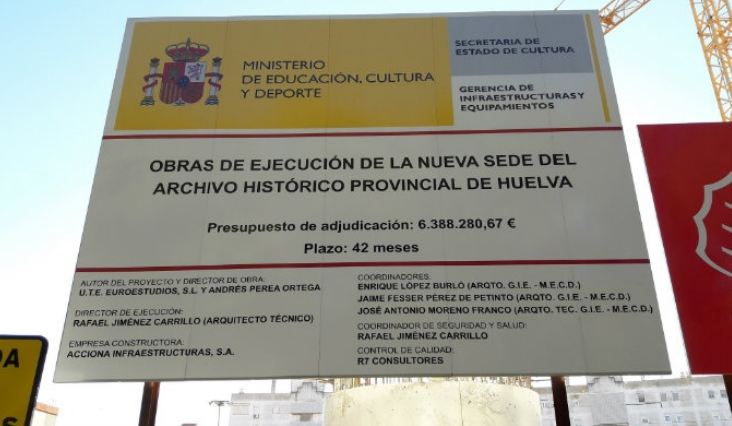 MINISTERIO
DE EDUCACIÓN, CULTURA
Y DEPORTE
SECRETARIA DE
ESTADO DE CULTURA
GERENCIA DE
INFRAESTRUCTURAS Y
EQUIPAMIENTOS
OBRAS DE EJECUCIÓN DE LA NUEVA SEDE DEL
ARCHIVO HISTÓRICO PROVINCIAL DE HUELVA
Presupuesto de adjudicación: 6.388.280,67 €
Plazo: 42 meses
AUTOR DEL PROYECTO Y DIRECTOR DE OBRA:
U.T.E. EUROESTUDIOS, S.L. Y ANDRÉS PEREA ORTEGA
DIRECTOR DE EJECUCIÓN:
RAFAEL JIMÉNEZ CARRILLO (ARQUITECTO TÉCNICO)
EMPRESA CONSTRUCTORA:
ACCIONA INFRAESTRUCTURAS, S.A.
COORDINADORES:
ENRIQUE LÓPEZ BURLÓ (ARQTO. G.I.E. - M.E.C.D.)
JAIME FESSER PÉREZ DE PETINTO (ARQTO. G.I.E. - M.E.C.D.)
JOSÉ ANTONIO MORENO FRANCO (ARQTO. TEC. G.I.E. - M.E.C.D.)
COORDINADOR DE SEGURIDAD Y SALUD:
RAFAEL JIMÉNEZ CARRILLO
CONTROL DE CALIDAD:
R7 CONSULTORES